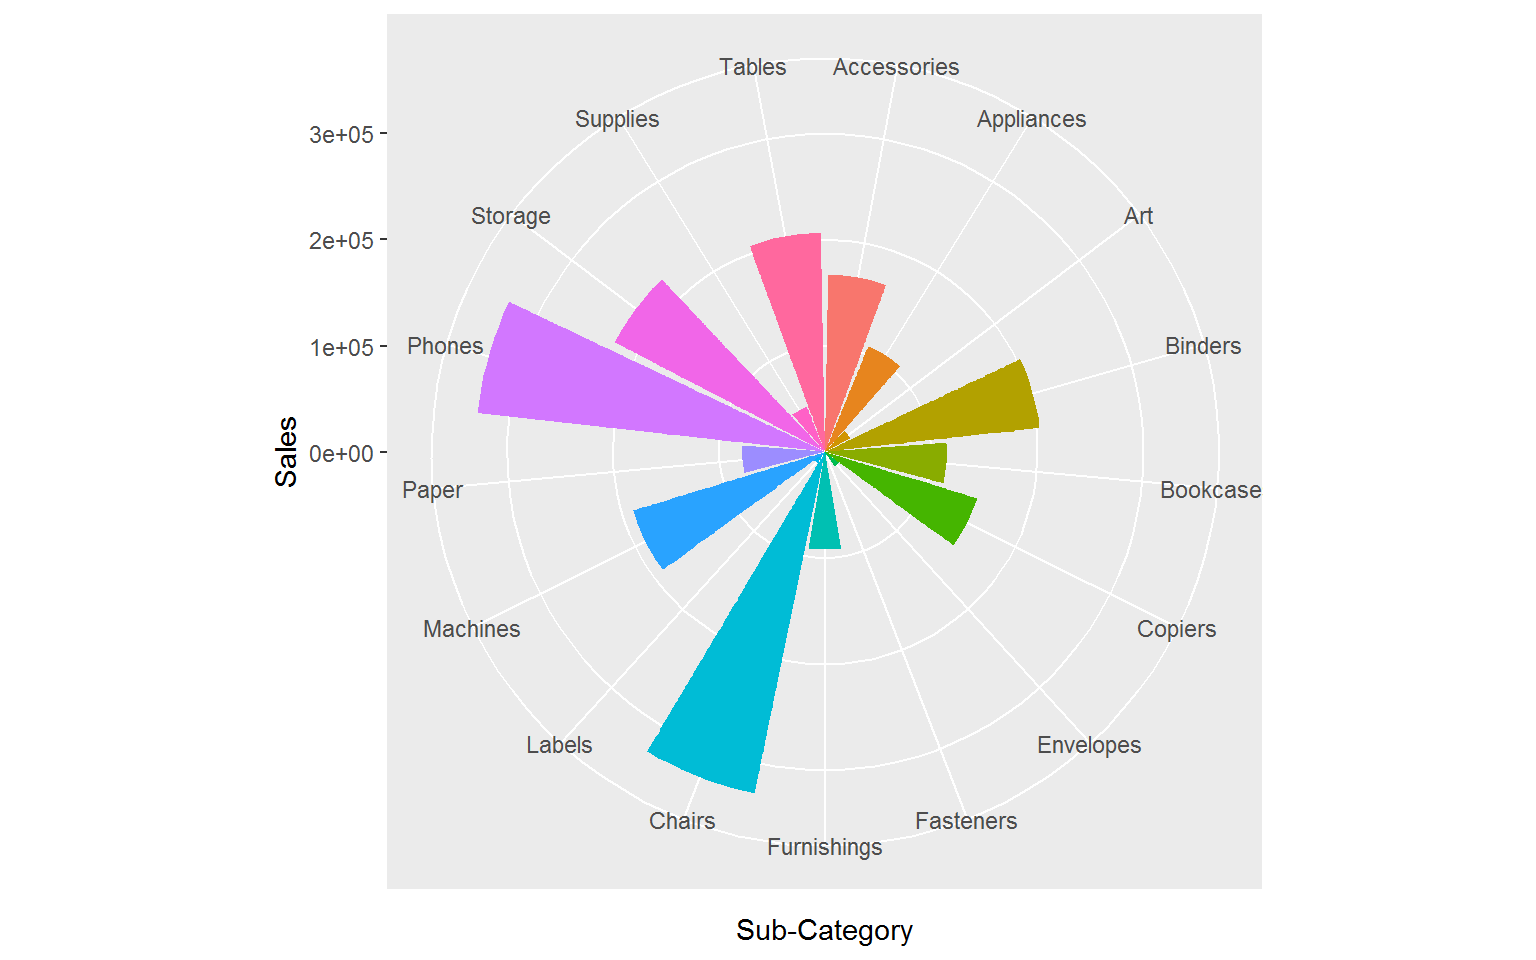 Tables
Accessories
Supplies
Appliances
3e+05
Storage
Art
2e+05
Phones
Binders
1e+05
Sales
0e+00
Paper
Bookcase
Machines
Copiers
Labels
Envelopes
Chairs
Fasteners
Furnishings
Sub-Category